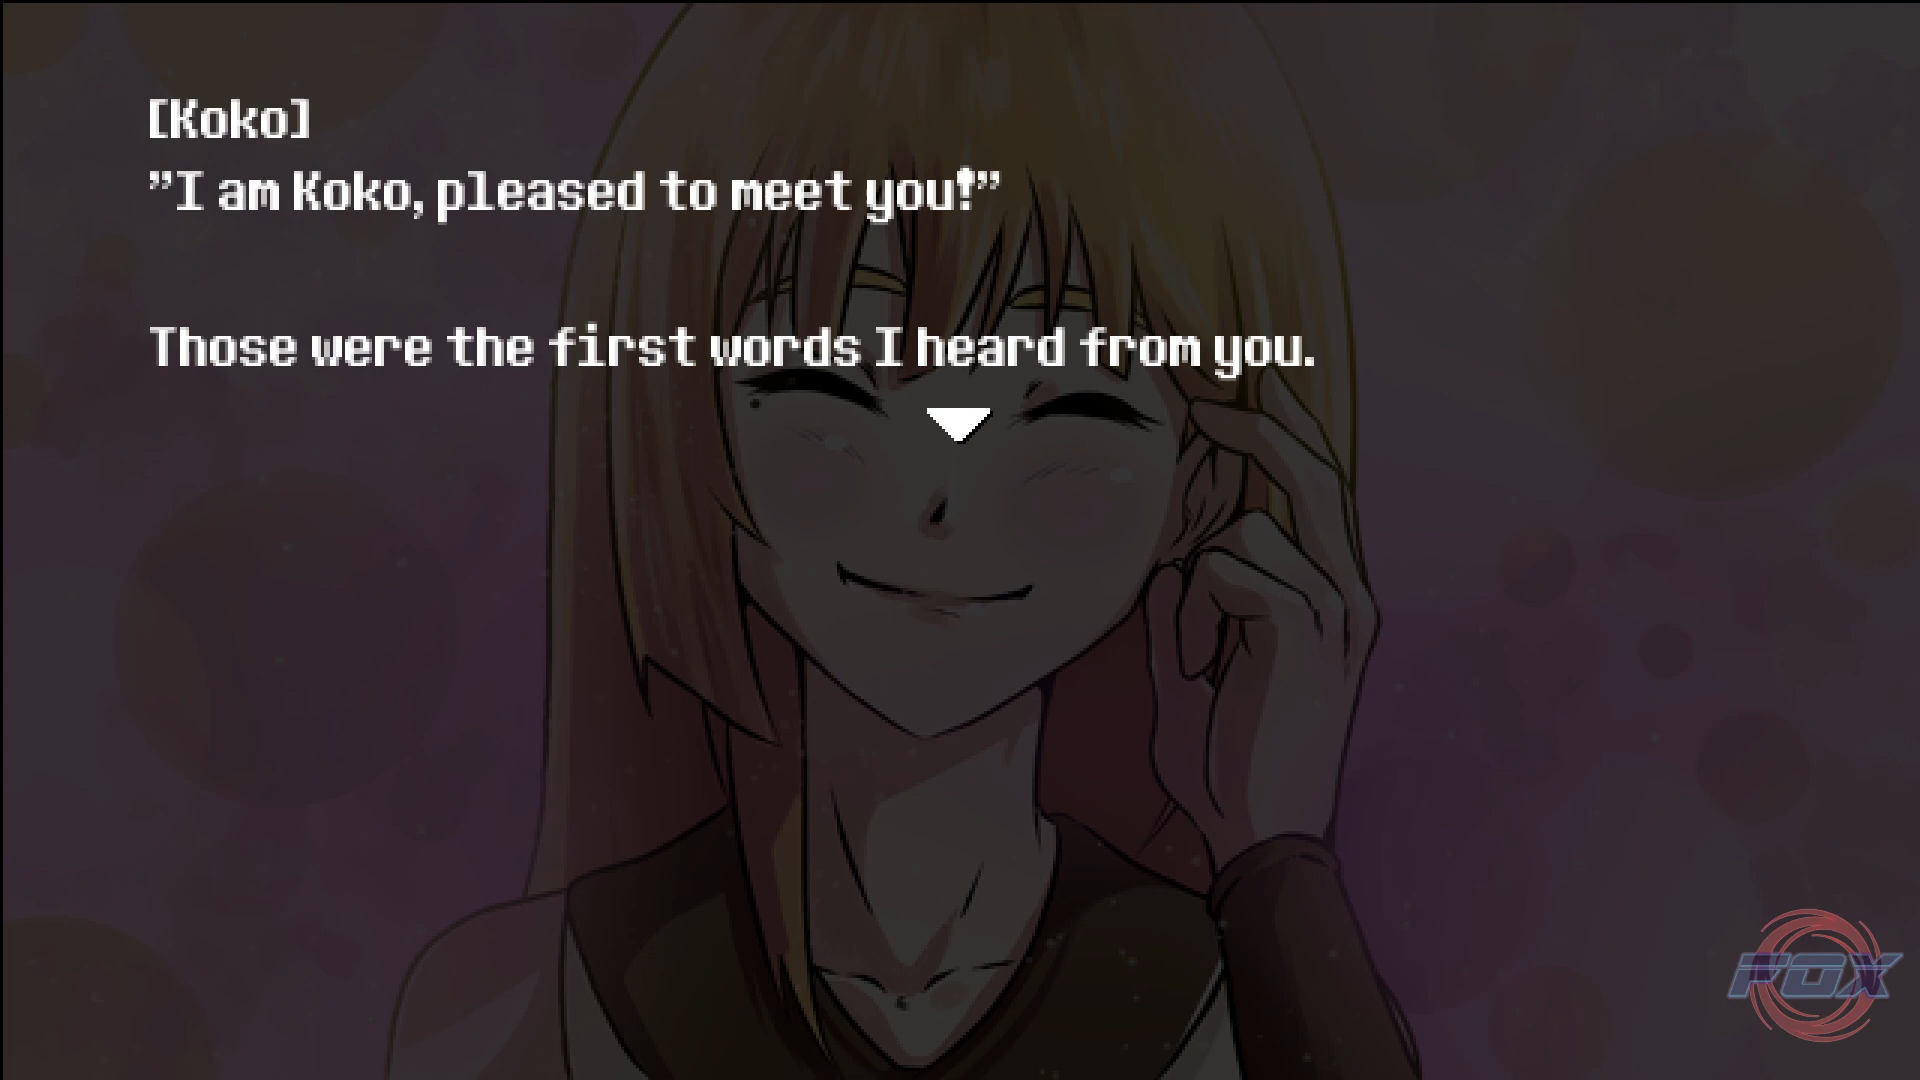 [Koko]
"I am Koko, pleased to meet you!"
Those were the first words I heard from you.
FOX